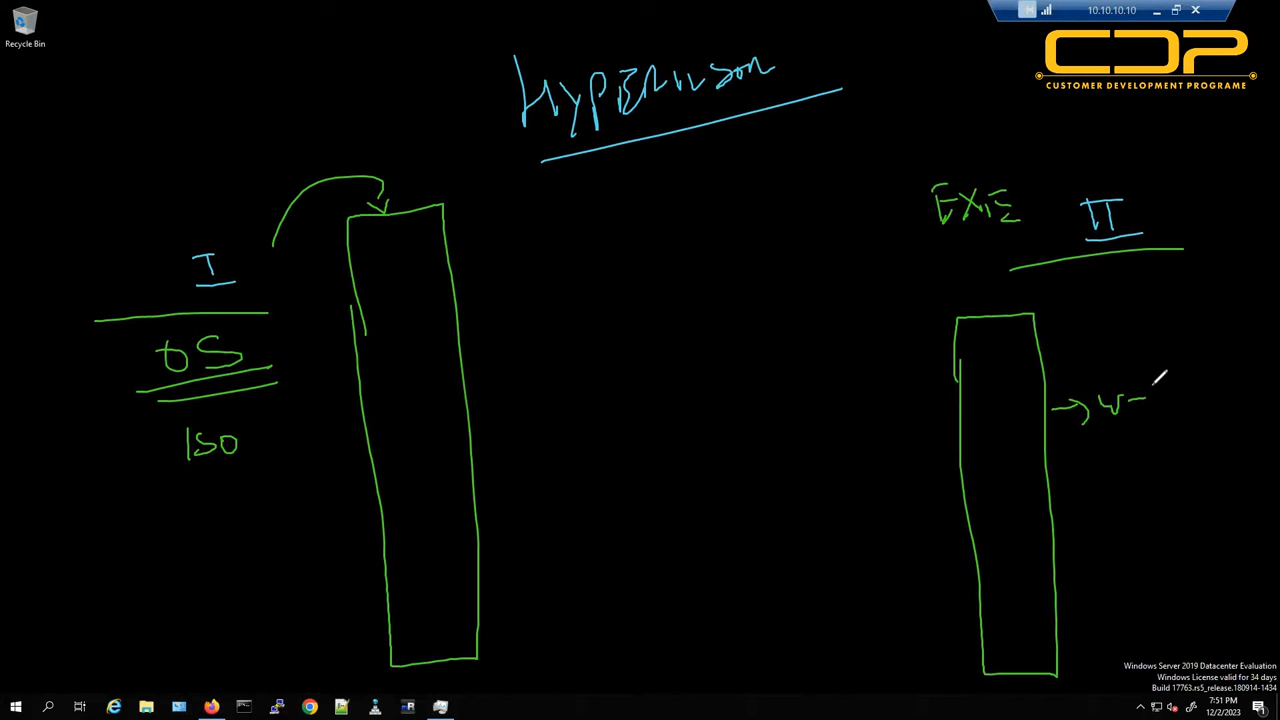 Recycle Bin
10.10.10.10
CDP
CUSTOMER DEVELOPMENT PROGRAME
HYPERVISOR
I
OS
ISO
EXE
II
W-
Windows Server 2019 Datacenter Evaluation
Windows License valid for 34 days
Build 17763.rs5_release.180914-1434
7:51 PM
12/2/2023